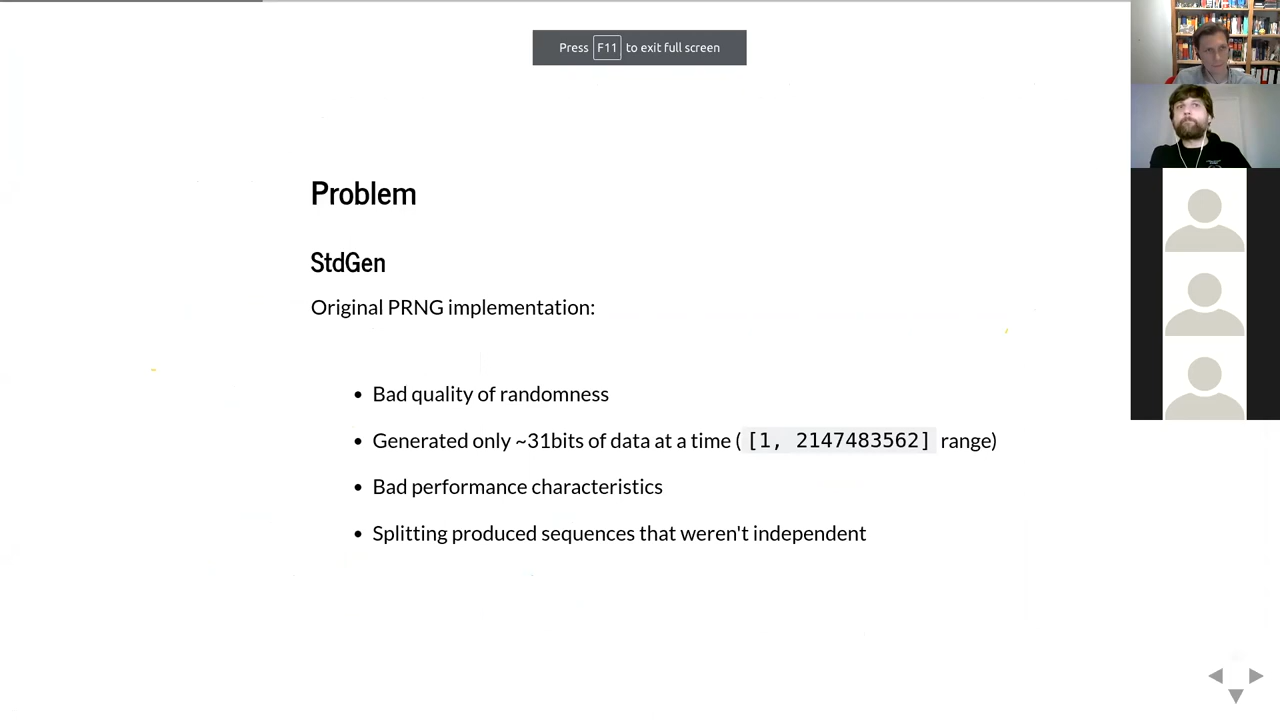 Press F11 to exit full screen
Problem
StdGen
Original PRNG implementation:
• Bad quality of randomness
• Generated only ~31bits of data at a time ( [1, 2147483562] range)
• Bad performance characteristics
• Splitting produced sequences that weren't independent